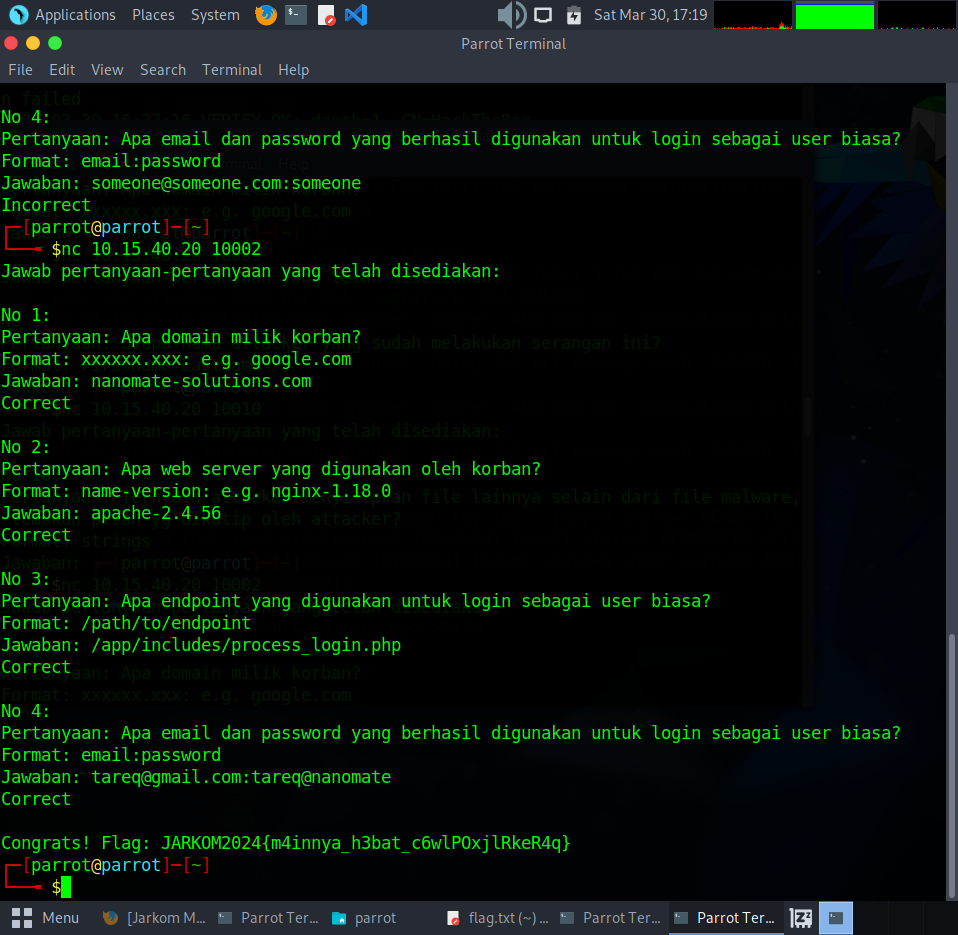 Applications Places System Sat Mar 30, 17:19
Parrot Terminal
File Edit View Search Terminal Help
n failed
No 4:
Pertanyaan: Apa email dan password yang berhasil digunakan untuk login sebagai user biasa?
Format: email:password
Jawaban: someone@someone.com:someone
Incorrect
┌─[parrot@parrot]─[~]
└──╼ $nc 10.15.40.20 10002
Jawab pertanyaan-pertanyaan yang telah disediakan:
No 1:
Pertanyaan: Apa domain milik korban?
Format: xxxxxx.xxx: e.g. google.com
Jawaban: nanomate-solutions.com
Correct
No 2:
Pertanyaan: Apa web server yang digunakan oleh korban?
Format: name-version: e.g. nginx-1.18.0
Jawaban: apache-2.4.56
Correct
No 3:
Pertanyaan: Apa endpoint yang digunakan untuk login sebagai user biasa?
Format: /path/to/endpoint
Jawaban: /app/includes/process_login.php
Correct
No 4:
Pertanyaan: Apa email dan password yang berhasil digunakan untuk login sebagai user biasa?
Format: email:password
Jawaban: tareq@gmail.com:tareq@nanomate
Correct
Congrats! Flag: JARKOM2024{m4innya_h3bat_c6wlPOxjlRkeR4q}
┌─[parrot@parrot]─[~]
└──╼ $
Menu [Jarkom M... Parrot Ter... parrot flag.txt (~) ... Parrot Ter... Parrot Ter...